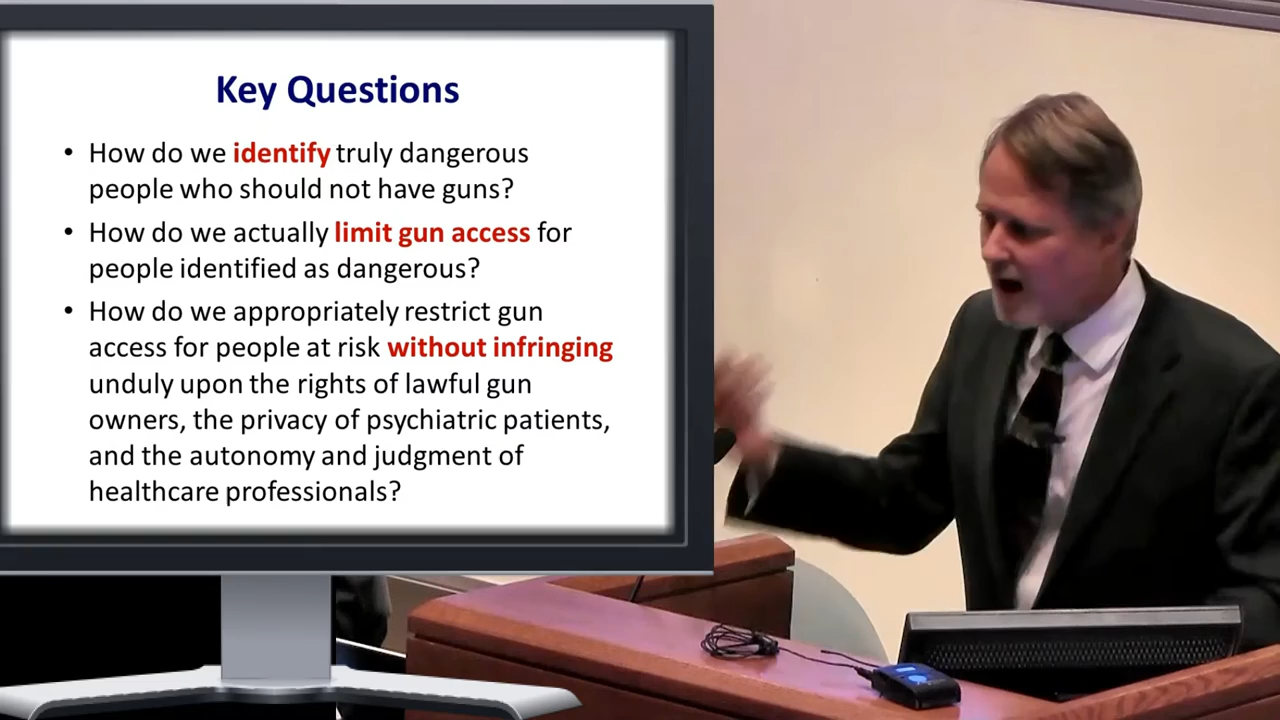 Key Questions
• How do we identify truly dangerous
people who should not have guns?
• How do we actually limit gun access for
people identified as dangerous?
• How do we appropriately restrict gun
access for people at risk without infringing
unduly upon the rights of lawful gun
owners, the privacy of psychiatric patients,
and the autonomy and judgment of
healthcare professionals?